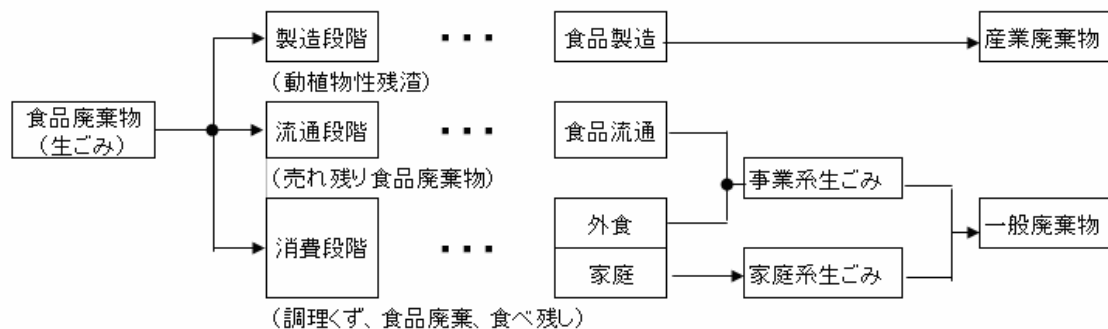 製造段階 ・・・ 食品製造 産業廃棄物
(動植物性残渣)
食品廃棄物
(生ごみ)
流通段階 ・・・ 食品流通
(売れ残り食品廃棄物)
事業系生ごみ
外食
消費段階 ・・・
一般廃棄物
家庭 家庭系生ごみ
(調理くず、食品廃棄、食べ残し)